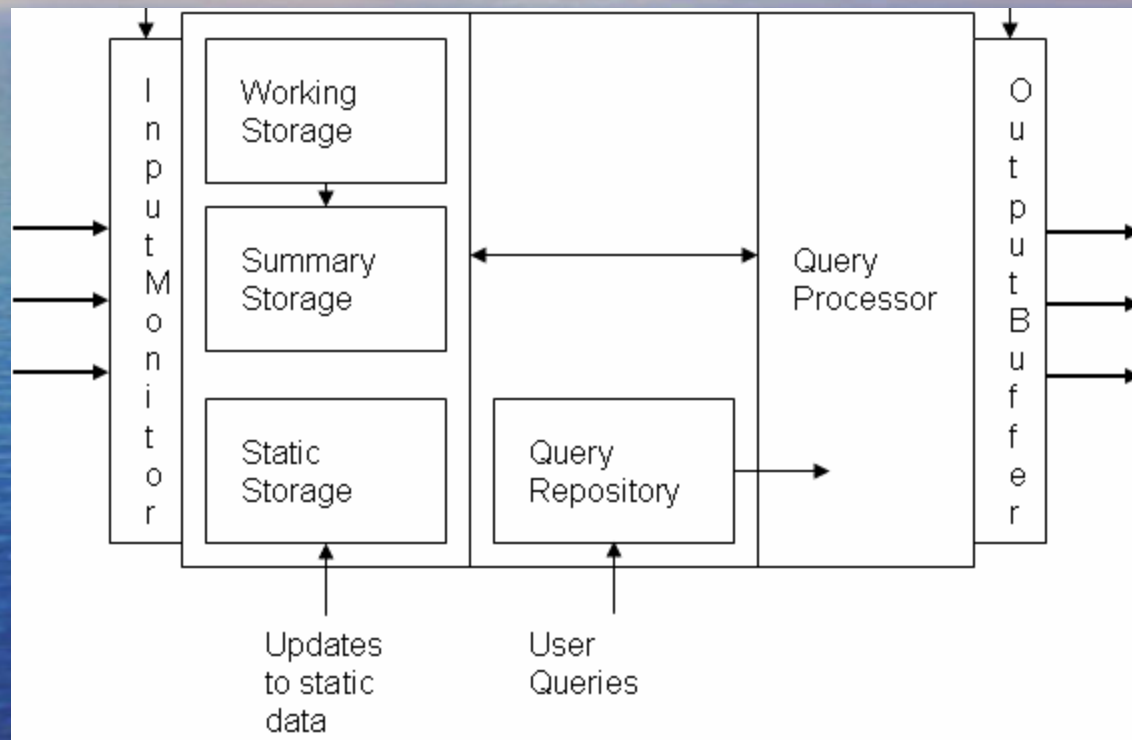 Input Monitor
Working
Storage
Summary
Storage
Static
Storage
Query
Repository
Query
Processor
Output Buffer
Updates
to static
data
User
Queries